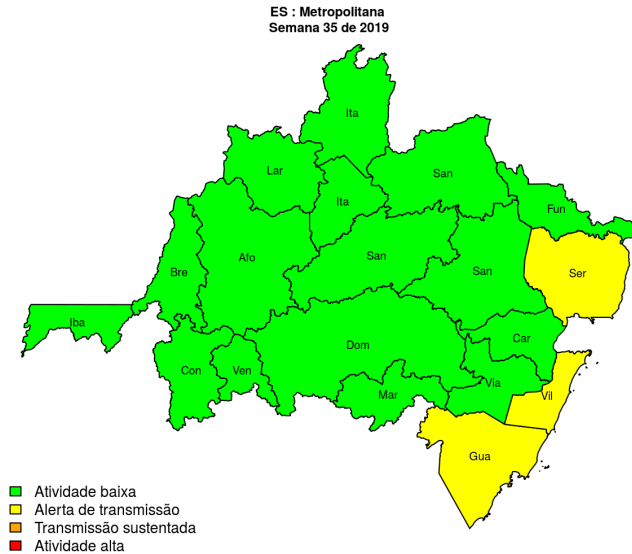 ES : Metropolitana
Semana 35 de 2019
Ita
Lar
San
Ita
Fun
Afo
San
Bre
San
Ser
Iba
Car
Dom
Con
Ven
Via
Mar
Vil
Gua
Atividade baixa
Alerta de transmissão
Transmissão sustentada
Atividade alta